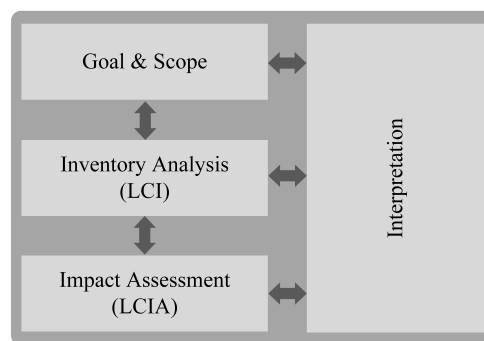 Goal & Scope
Inventory Analysis
(LCI)
Impact Assessment
(LCIA)
Interpretation